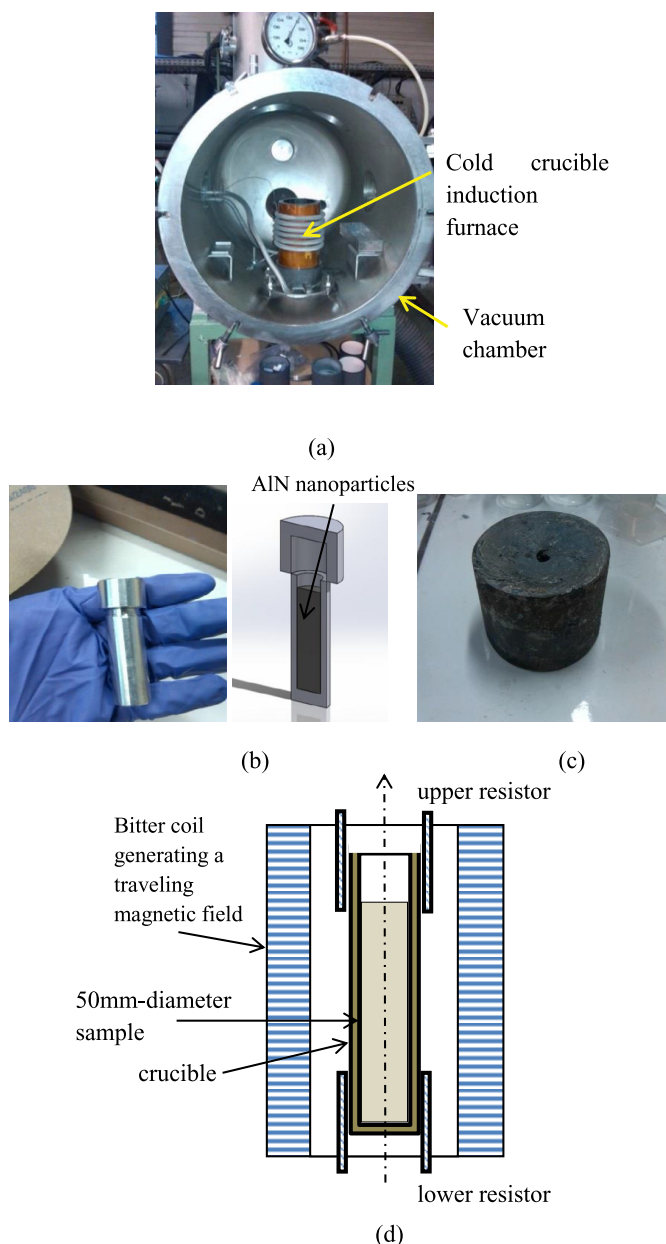 Cold crucible
induction
furnace
Vacuum
chamber
(a)
AlN nanoparticles
(b)
(c)
upper resistor
Bitter coil
generating a
traveling
magnetic field
50mm-diameter
sample
crucible
lower resistor
(d)